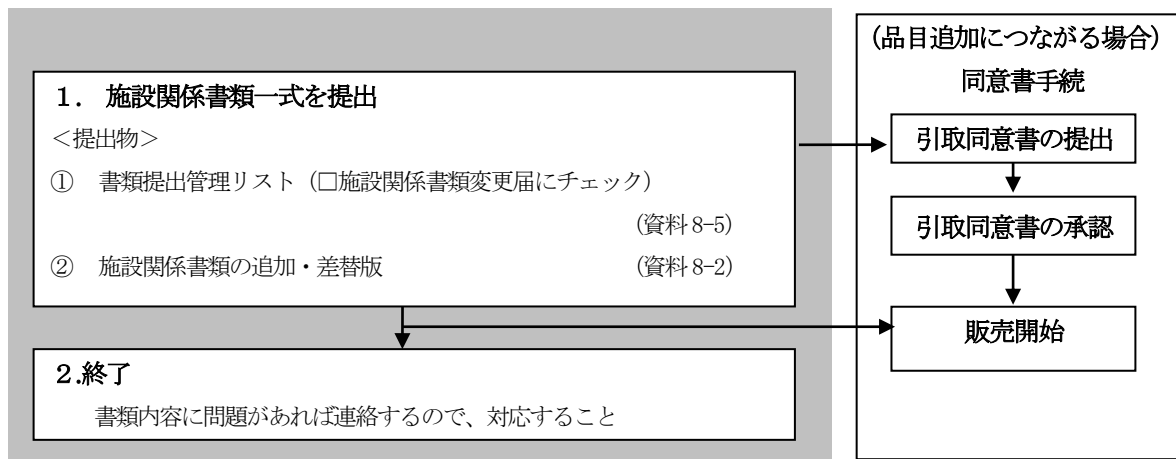 1. 施設関係書類一式を提出
＜提出物＞
① 書類提出管理リスト（□施設関係書類変更届にチェック）
（資料 8-5）
② 施設関係書類の追加・差替版 （資料 8-2）
2.終了
書類内容に問題があれば連絡するので、対応すること
（品目追加につながる場合）
同意書手続
引取同意書の提出
引取同意書の承認
販売開始